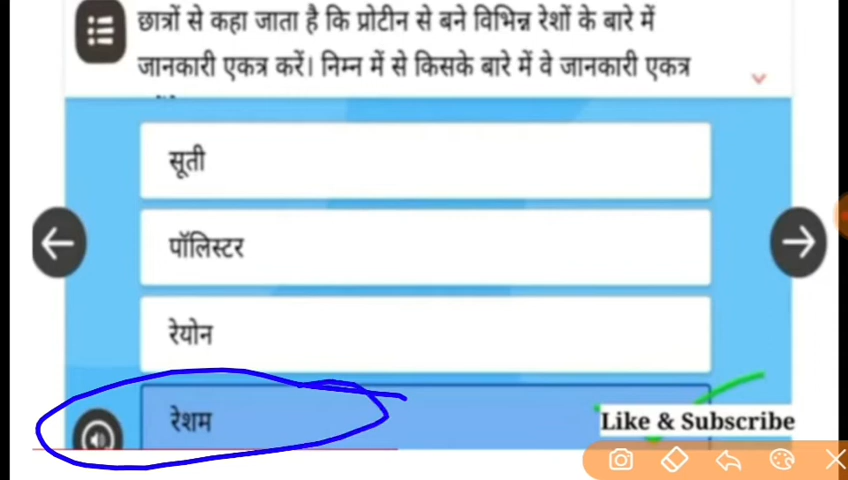 छात्रों से कहा जाता है कि प्रोटीन से बने विभिन्न रेशों के बारे में
जानकारी एकत्र करें। निम्न में से किसके बारे में वे जानकारी एकत्र
सूती
पॉलिस्टर
रेयोन
रेशम
Like & Subscribe